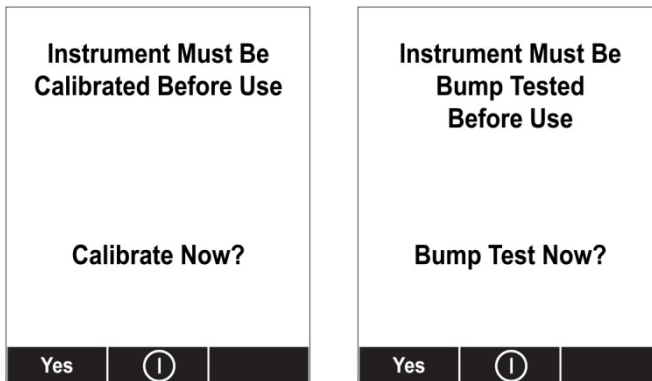 Instrument Must Be
Calibrated Before Use
Calibrate Now?
Yes
Instrument Must Be
Bump Tested
Before Use
Bump Test Now?
Yes